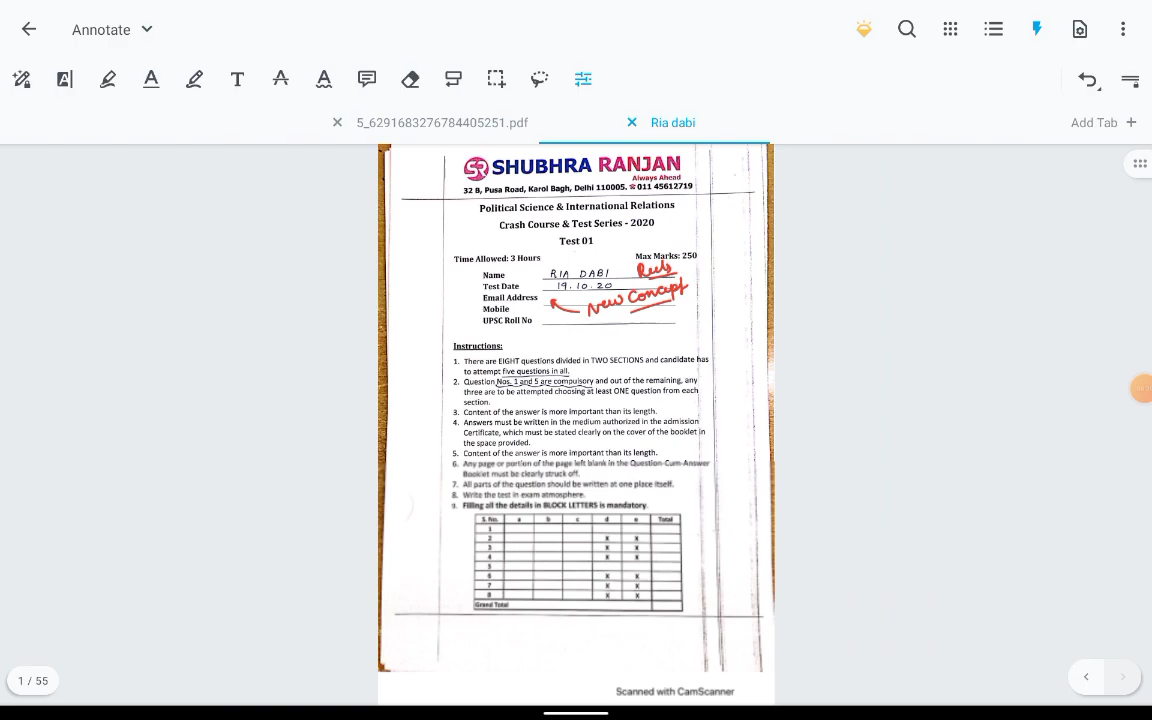 Annotate
5_6291683276784405251.pdf
Ria dabi
Add Tab +
SHUBHRA RANJAN
Always Ahead
32 B, Pusa Road, Karol Bagh, Delhi 110005. ☎011 45612719
Political Science & International Relations
Crash Course & Test Series - 2020
Test 01
Time Allowed: 3 Hours Max Marks: 250
Name RIA DABI
Test Date 19.10.20
Email Address New Concept
Mobile
UPSC Roll No
Instructions:
1. There are EIGHT questions divided in TWO SECTIONS and candidate has
to attempt five questions in all.
2. Question Nos. 1 and 5 are compulsory and out of the remaining, any
three are to be attempted choosing at least ONE question from each
section.
3. Content of the answer is more important than its length.
4. Answers must be written in the medium authorized in the admission
Certificate, which must be stated clearly on the cover of the booklet in
the space provided.
5. Content of the answer is more important than its length.
6. Any page or portion of the page left blank in the Question-Cum-Answer
Booklet must be clearly struck off.
7. All parts of the question should be written at one place itself.
8. Write the test in exam atmosphere.
9. Filling all the details in BLOCK LETTERS is mandatory.
S. No. a b c d e Total
1
2 x x
3 x x
4 x x
5
6 x x
7 x x
8 x x
Grand Total
Scanned with CamScanner
1 / 55